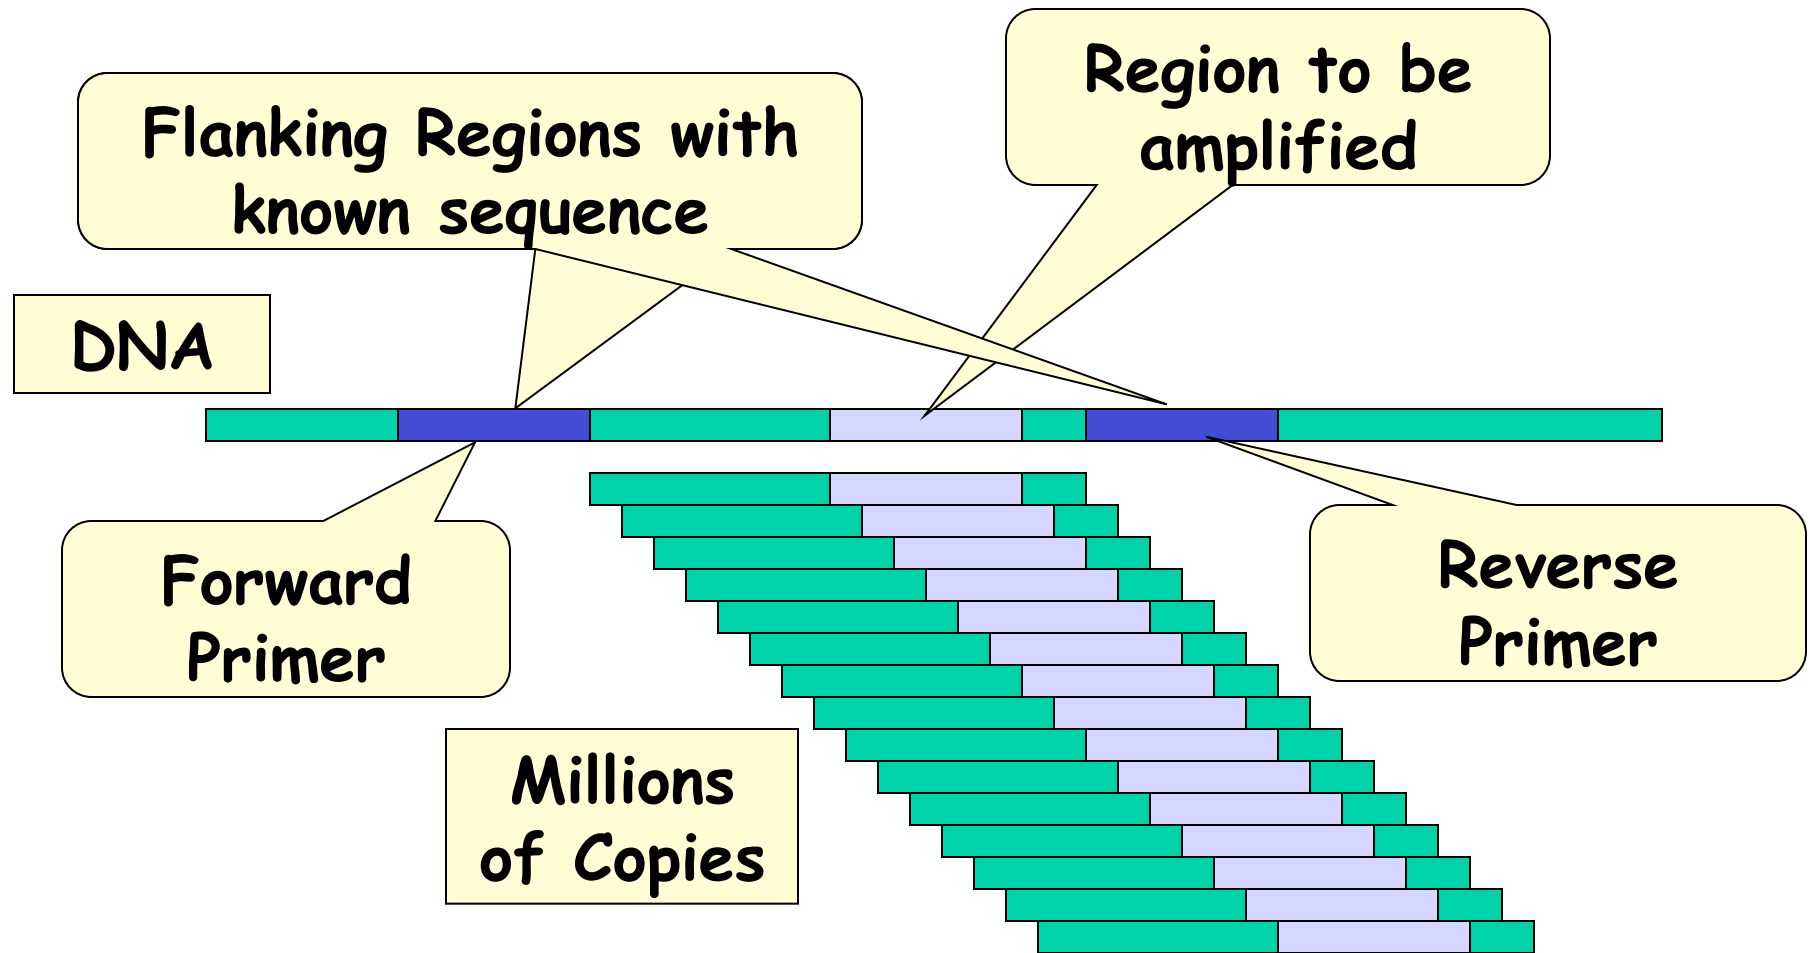 Flanking Regions with
known sequence
Region to be
amplified
DNA
Forward
Primer
Reverse
Primer
Millions
of Copies